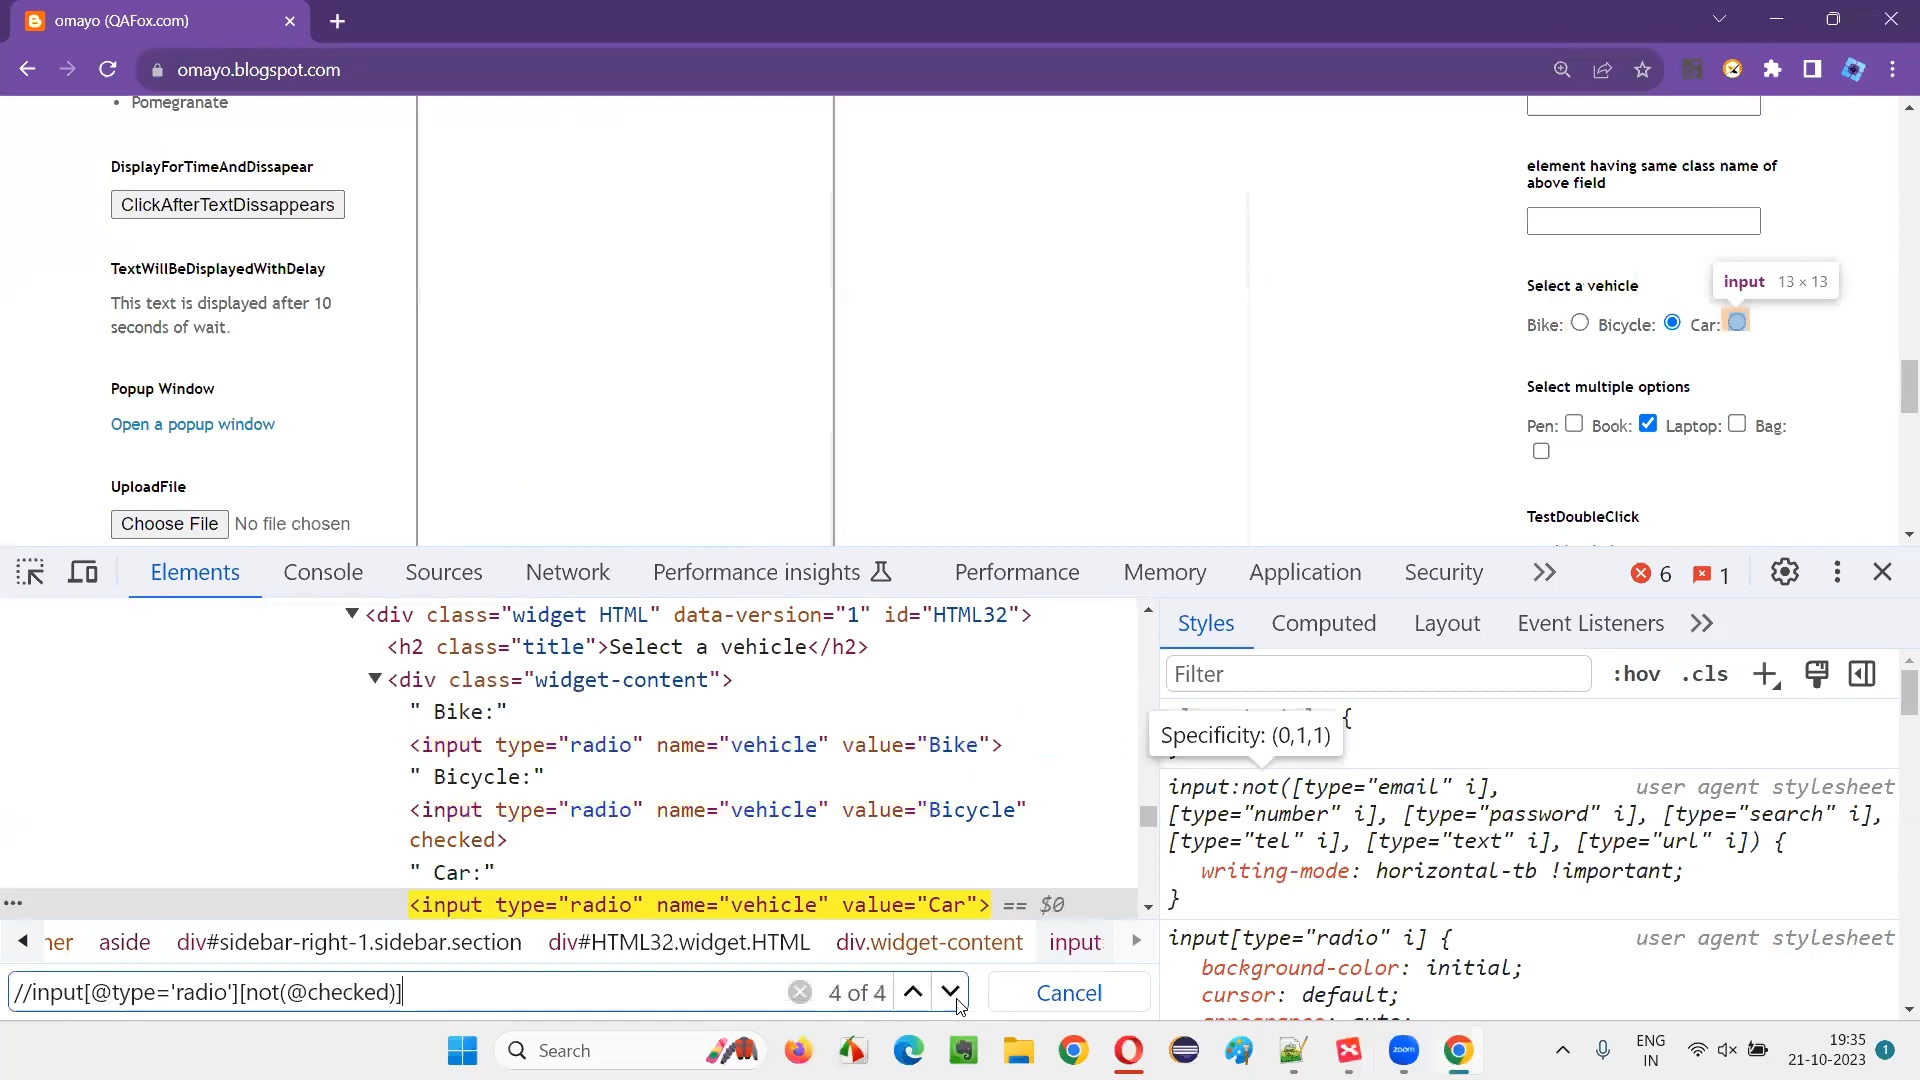 omayo (QAFox.com)
omayo.blogspot.com
Pomegranate
DisplayForTimeAndDissapear
ClickAfterTextDissappears
TextWillBeDisplayedWithDelay
This text is displayed after 10
seconds of wait.
Popup Window
Open a popup window
UploadFile
Choose File No file chosen
element having same class name of
above field
Select a vehicle
input 13 × 13
Bike: Bicycle: Car:
Select multiple options
Pen: Book: Laptop: Bag:
TestDoubleClick
Elements Console Sources Network Performance insights Performance Memory Application Security 6 1
<div class="widget HTML" data-version="1" id="HTML32">
<h2 class="title">Select a vehicle</h2>
<div class="widget-content">
" Bike:"
<input type="radio" name="vehicle" value="Bike">
" Bicycle:"
<input type="radio" name="vehicle" value="Bicycle"
checked>
" Car:"
<input type="radio" name="vehicle" value="Car"> == $0
ner aside div#sidebar-right-1.sidebar.section div#HTML32.widget.HTML div.widget-content input
//input[@type='radio'][not(@checked)] 4 of 4 Cancel
Styles Computed Layout Event Listeners
Filter :hov .cls
{
Specificity: (0,1,1)
input:not([type="email" i], user agent stylesheet
[type="number" i], [type="password" i], [type="search" i],
[type="tel" i], [type="text" i], [type="url" i]) {
writing-mode: horizontal-tb !important;
}
input[type="radio" i] { user agent stylesheet
background-color: initial;
cursor: default;
Search
zoom
ENG
IN
19:35
21-10-2023
1